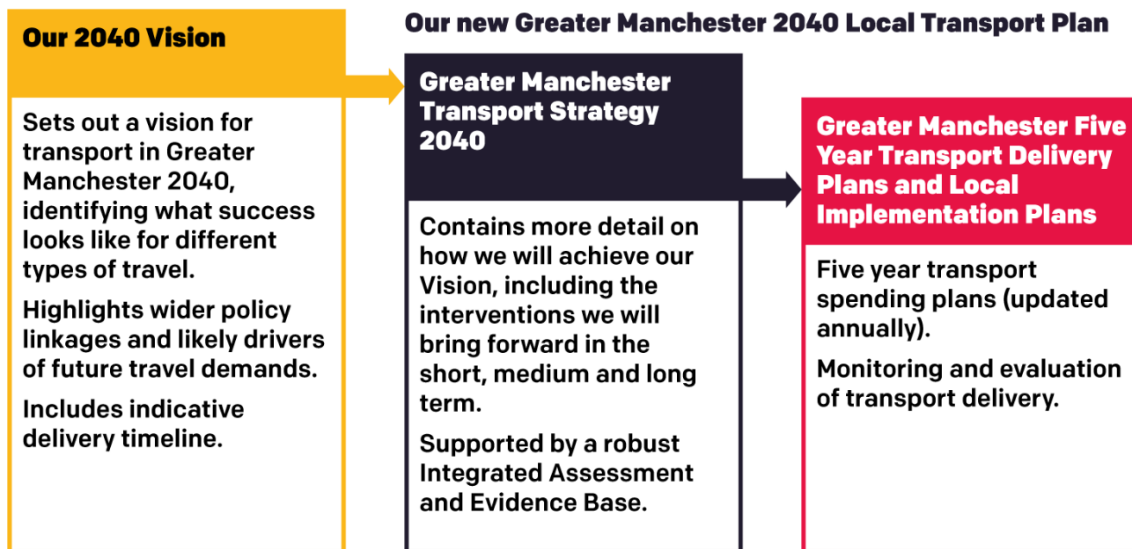 Our 2040 Vision
Sets out a vision for
transport in Greater
Manchester 2040,
identifying what success
looks like for different
types of travel.
Highlights wider policy
linkages and likely drivers
of future travel demands.
Includes indicative
delivery timeline.
Our new Greater Manchester 2040 Local Transport Plan
Greater Manchester
Transport Strategy
2040
Contains more detail on
how we will achieve our
Vision, including the
interventions we will
bring forward in the
short, medium and long
term.
Supported by a robust
Integrated Assessment
and Evidence Base.
Greater Manchester Five
Year Transport Delivery
Plans and Local
Implementation Plans
Five year transport
spending plans (updated
annually).
Monitoring and evaluation
of transport delivery.